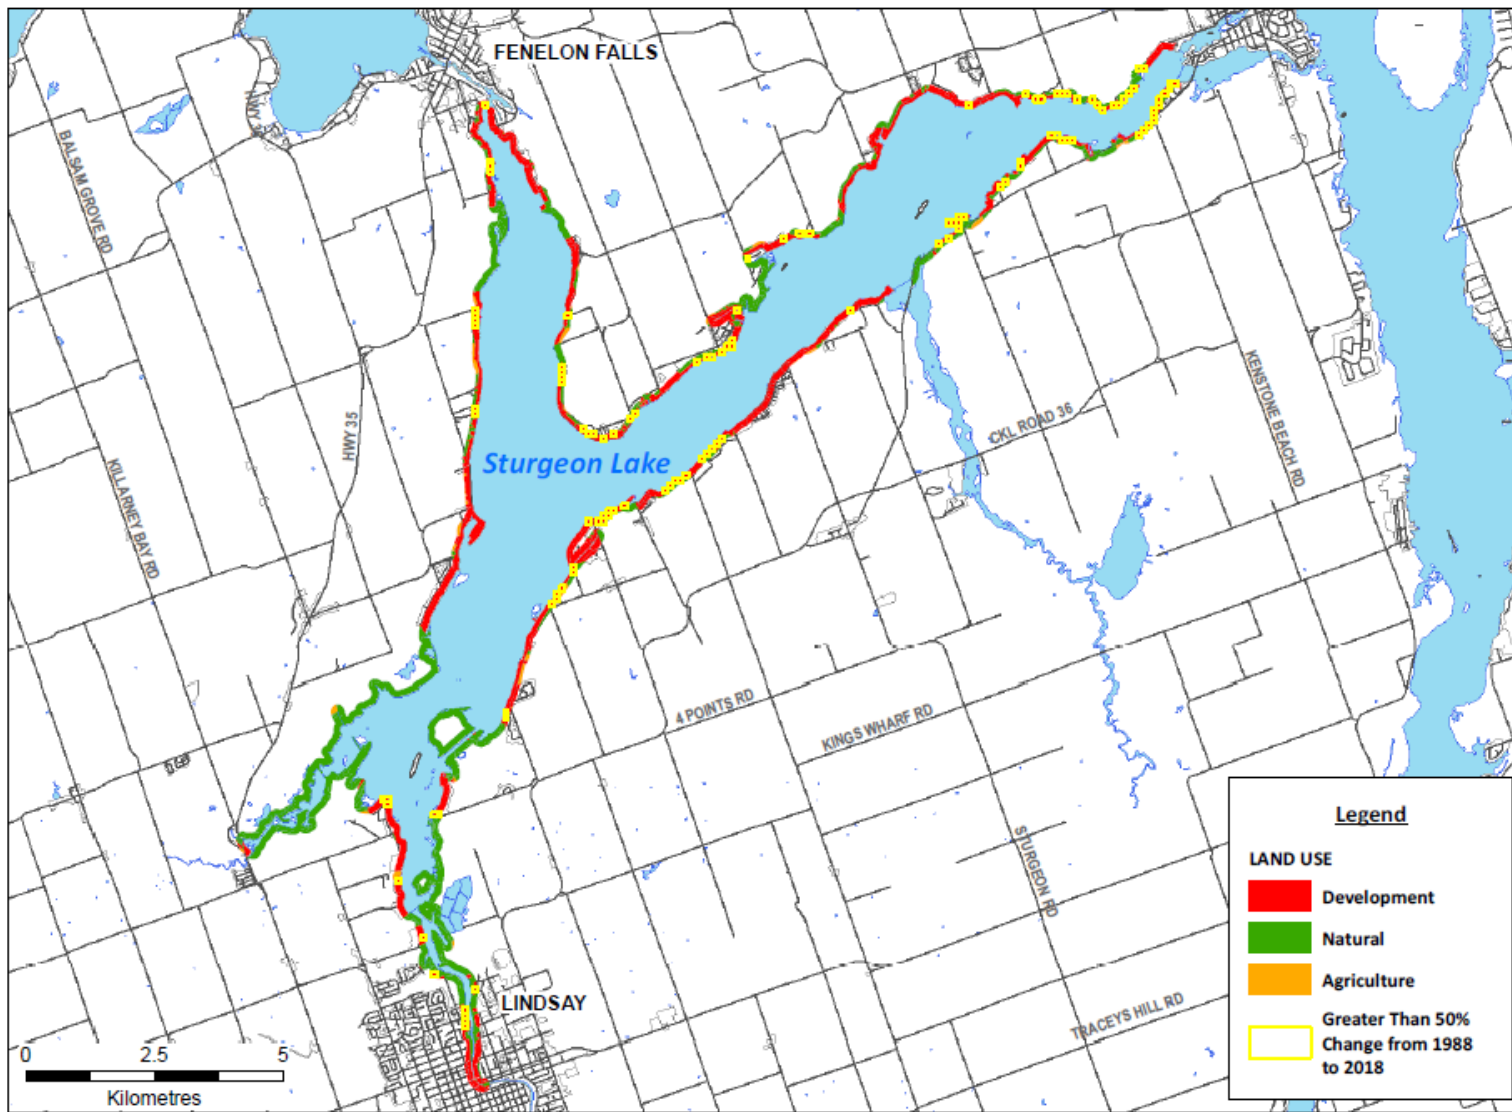 FENELON FALLS
BALSAM GROVE RD
HWY 35
KILLARNEY BAY RD
Sturgeon Lake
CKL ROAD 36
KENSTONE BEACH RD
4 POINTS RD
KINGS WHARF RD
STURGEON RD
TRACEYS HILL RD
LINDSAY
0 2.5 5
Kilometres
Legend
LAND USE
Development
Natural
Agriculture
Greater Than 50%
Change from 1988
to 2018